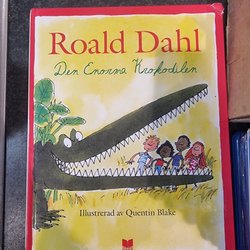 Roald Dahl
Den Enorma Krokodilen
Illustrerad av Quentin Blake